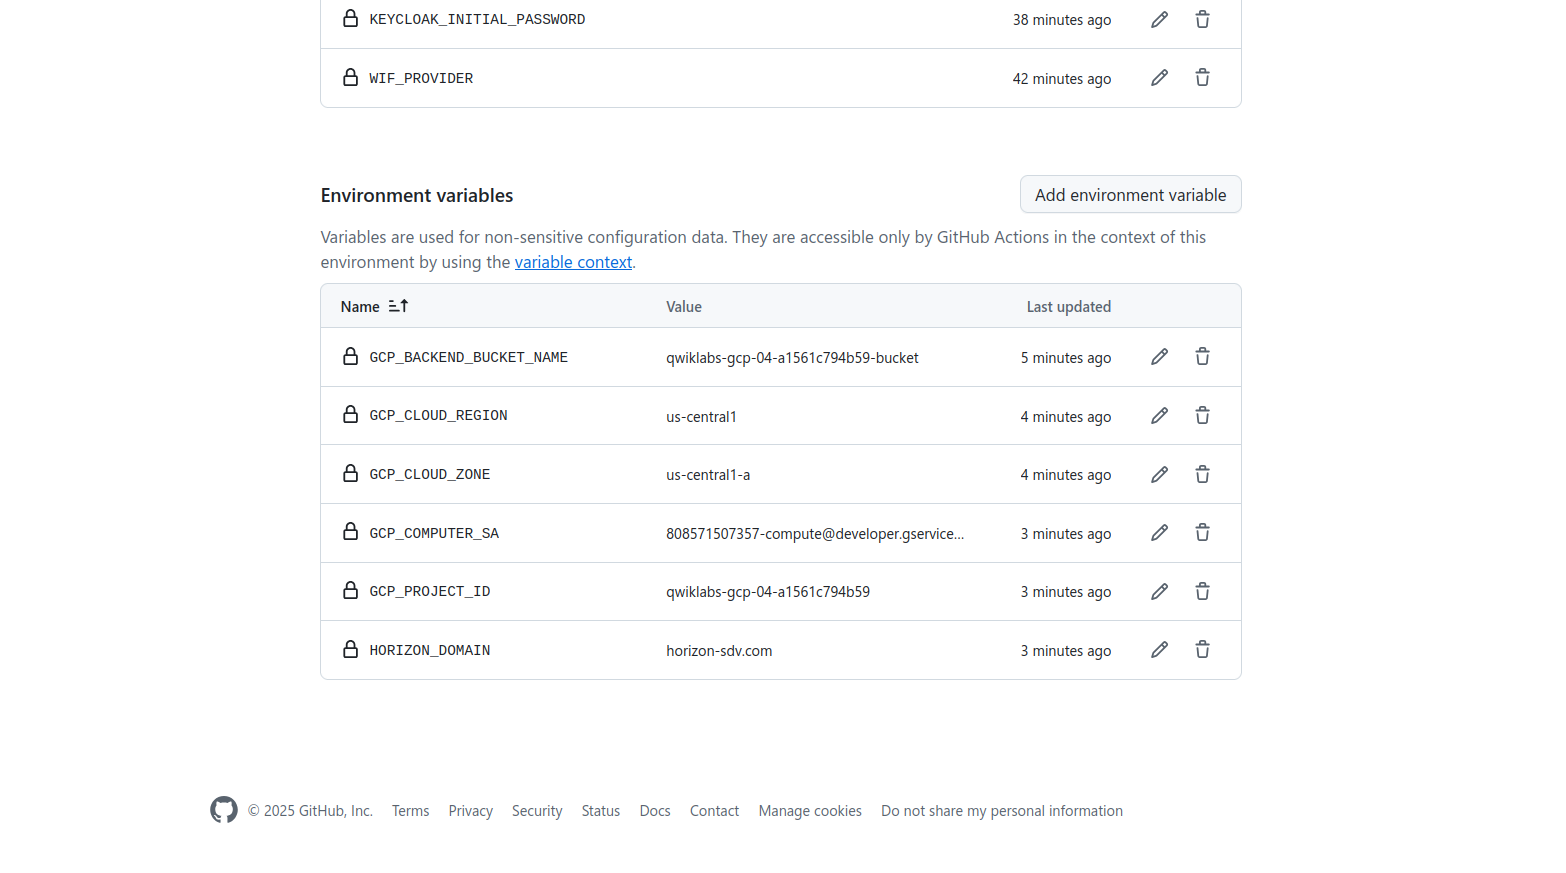 KEYCLOAK_INITIAL_PASSWORD 38 minutes ago
WIF_PROVIDER 42 minutes ago
Environment variables Add environment variable
Variables are used for non-sensitive configuration data. They are accessible only by GitHub Actions in the context of this
environment by using the variable context.
Name Value Last updated
GCP_BACKEND_BUCKET_NAME qwiklabs-gcp-04-a1561c794b59-bucket 5 minutes ago
GCP_CLOUD_REGION us-central1 4 minutes ago
GCP_CLOUD_ZONE us-central1-a 4 minutes ago
GCP_COMPUTER_SA 808571507357-compute@developer.gservice... 3 minutes ago
GCP_PROJECT_ID qwiklabs-gcp-04-a1561c794b59 3 minutes ago
HORIZON_DOMAIN horizon-sdv.com 3 minutes ago
© 2025 GitHub, Inc. Terms Privacy Security Status Docs Contact Manage cookies Do not share my personal information